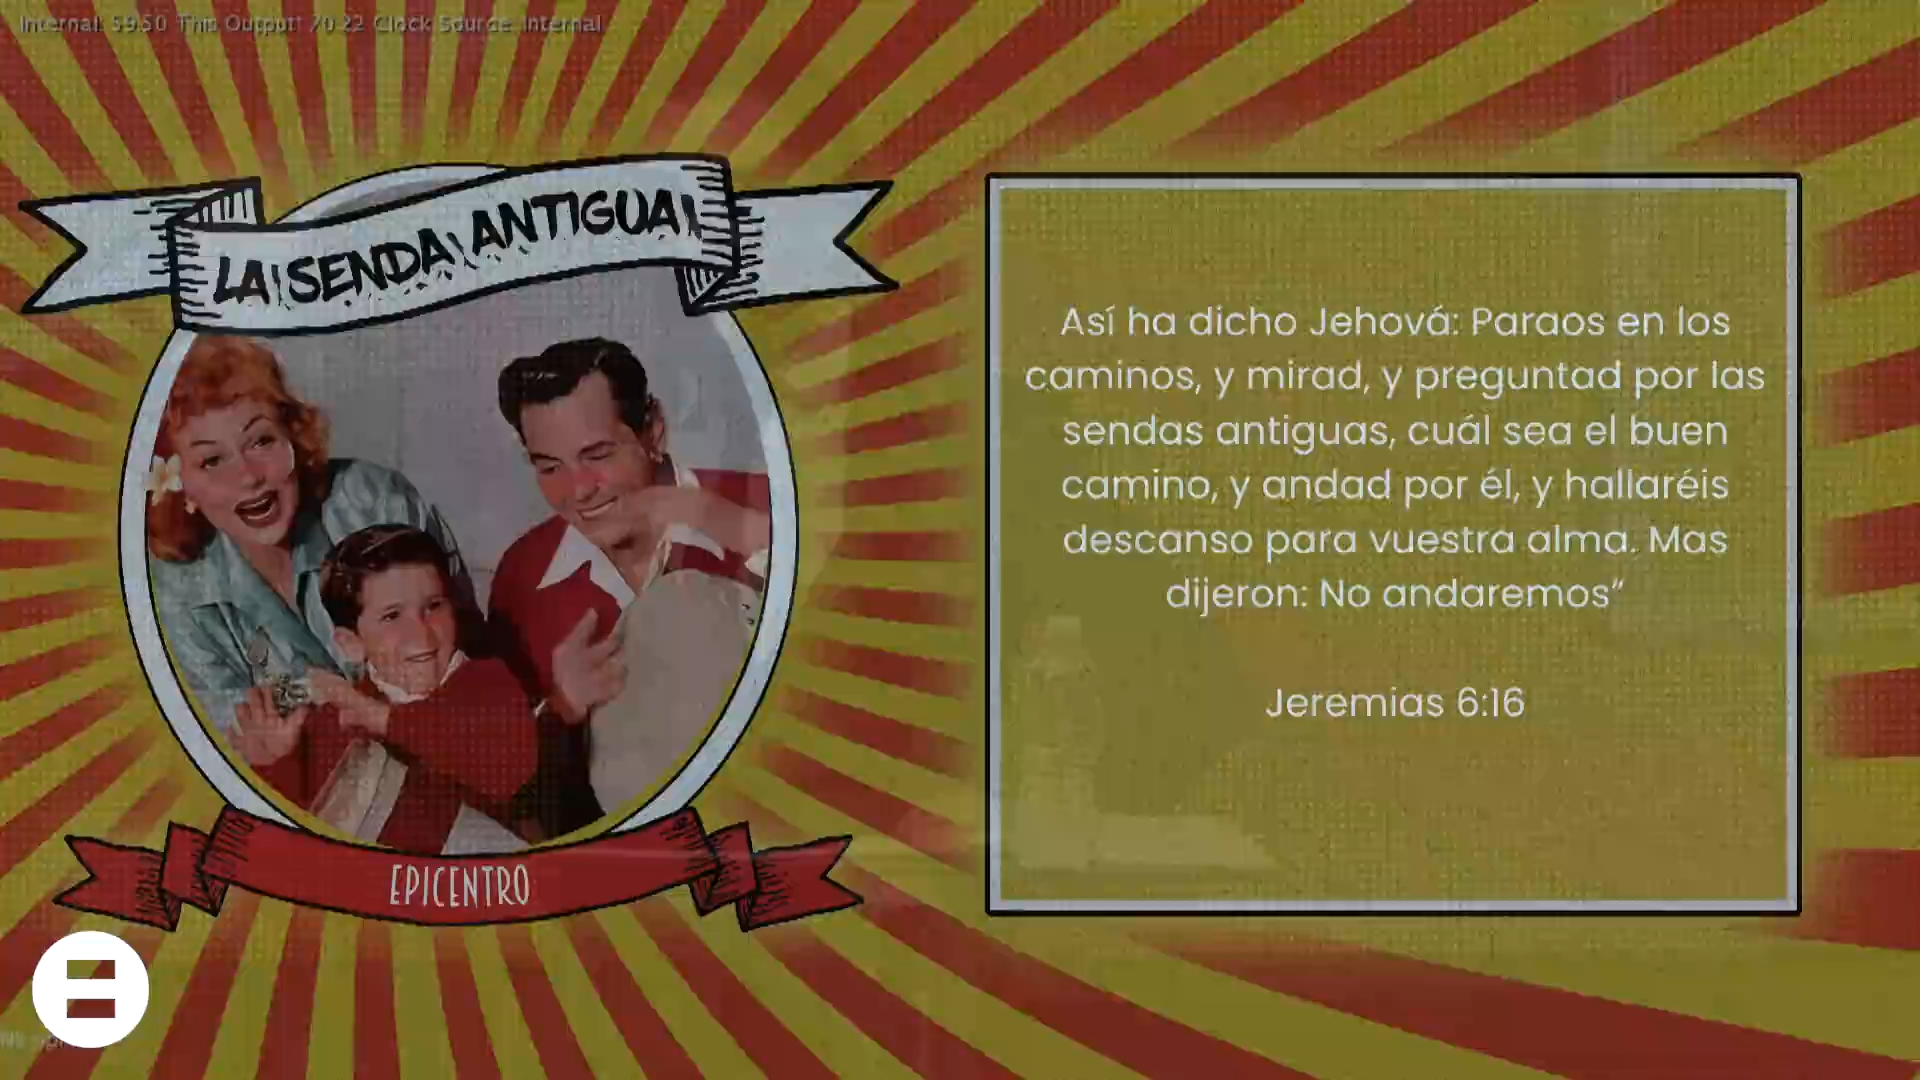 Internal: 59.50 This Output: 70.22 Clock Source: Internal
LA SENDA ANTIGUA
EPICENTRO
Así ha dicho Jehová: Paraos en los
caminos, y mirad, y preguntad por las
sendas antiguas, cuál sea el buen
camino, y andad por él, y hallaréis
descanso para vuestra alma. Mas
dijeron: No andaremos”
Jeremias 6:16